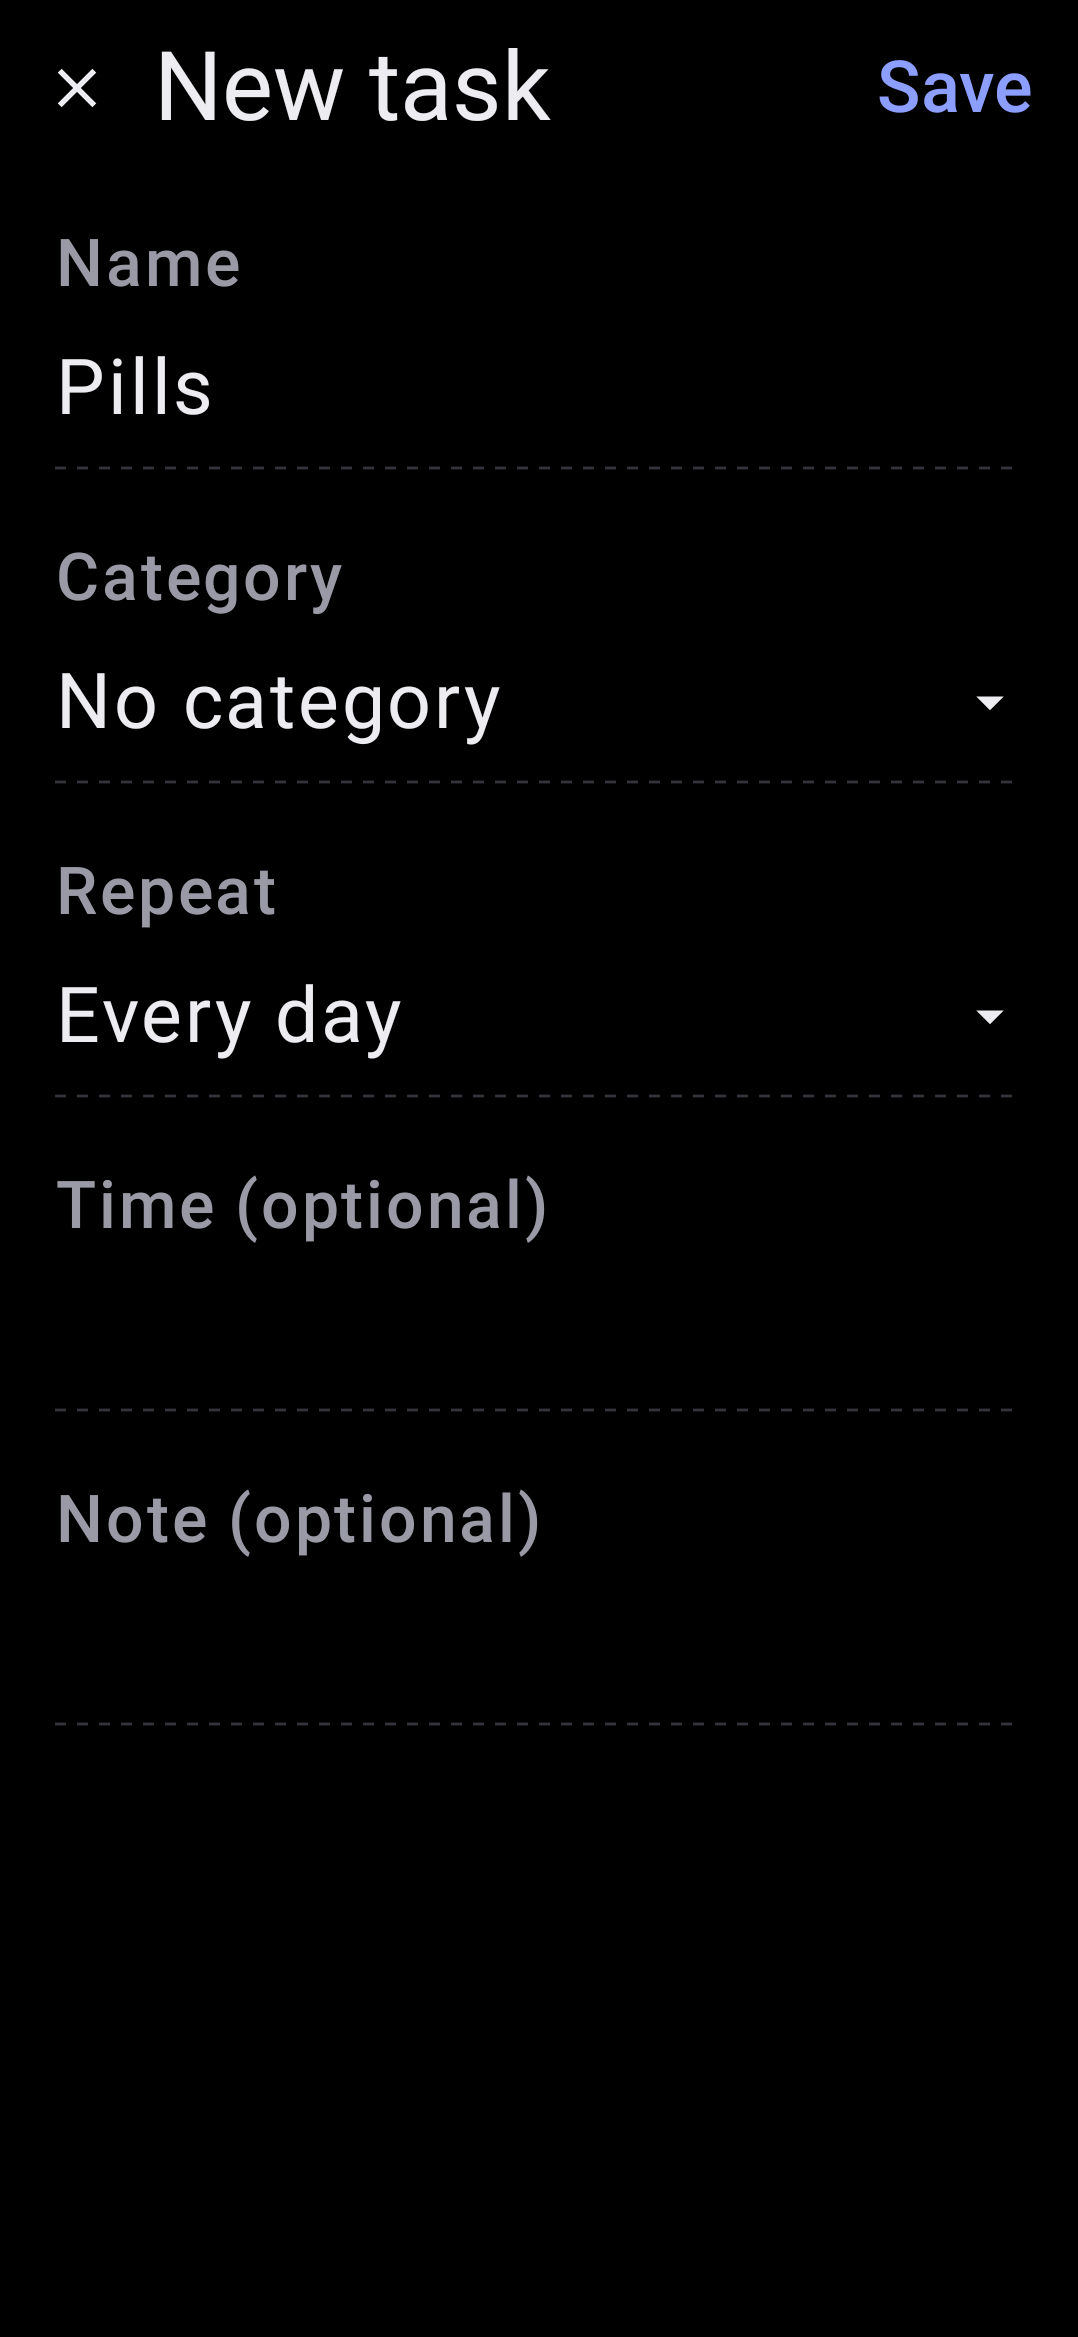 New task
Save
Name
Pills
Category
No category
Repeat
Every day
Time (optional)
Note (optional)